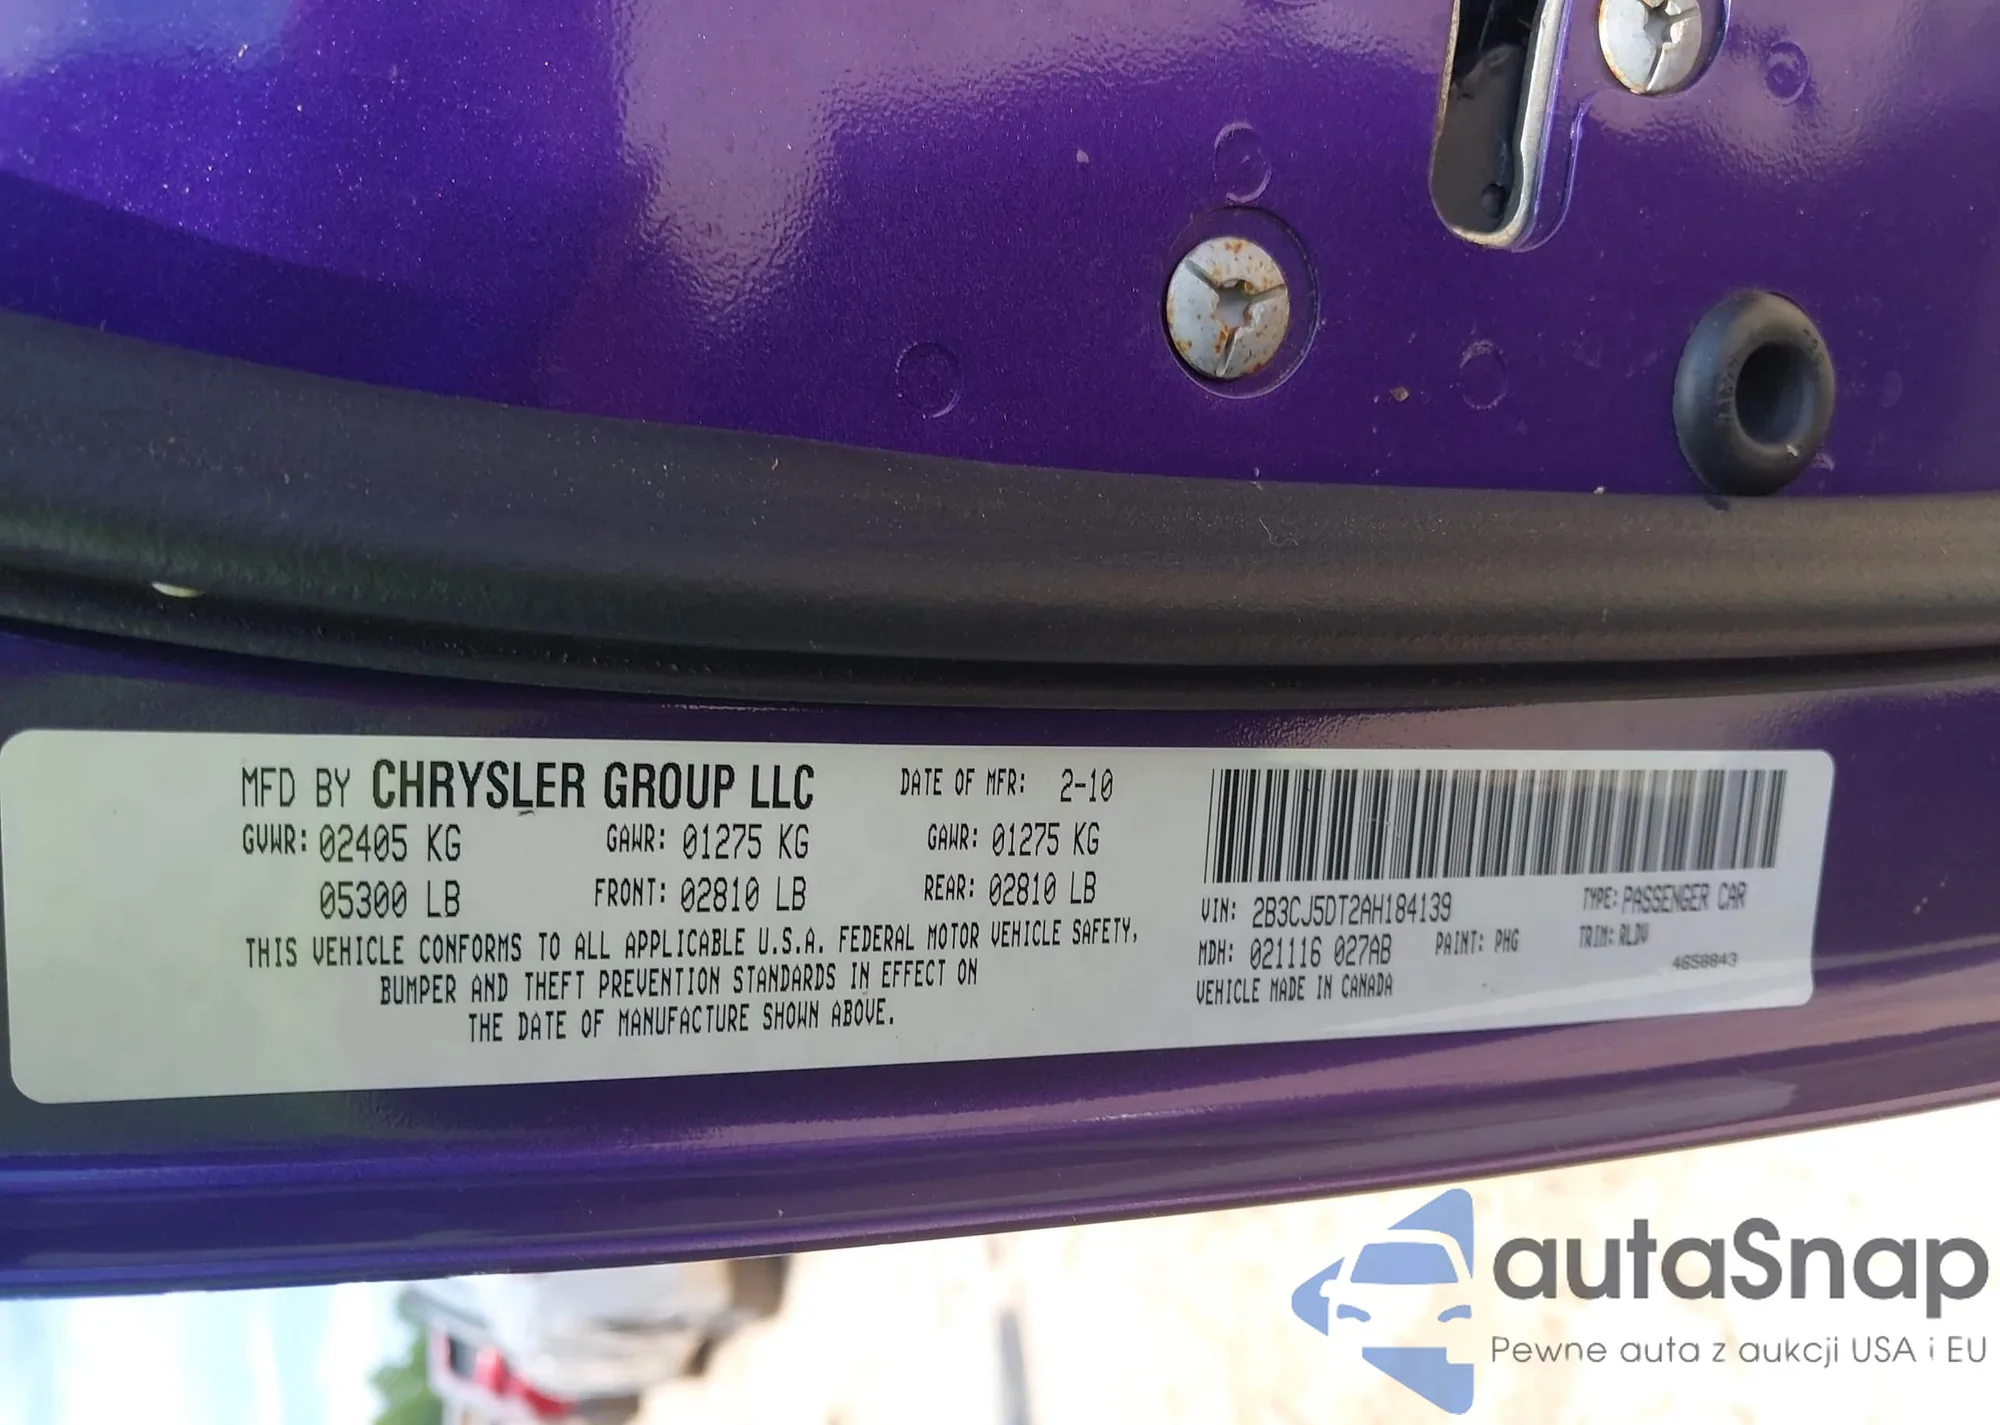 MFD BY CHRYSLER GROUP LLC DATE OF MFR: 2-10
GVWR: 02405 KG GAWR: 01275 KG GAWR: 01275 KG
05300 LB FRONT: 02810 LB REAR: 02810 LB
THIS VEHICLE CONFORMS TO ALL APPLICABLE U.S.A. FEDERAL MOTOR VEHICLE SAFETY,
BUMPER AND THEFT PREVENTION STANDARDS IN EFFECT ON
THE DATE OF MANUFACTURE SHOWN ABOVE.
VIN: 2B3CJ5DT2AH184139 TYPE: PASSENGER CAR
MDH: 021116 027AB PAINT: PHG TRIM: RLDV
VEHICLE MADE IN CANADA 4658843
autaSnap
Pewne auta z aukcji USA i EU